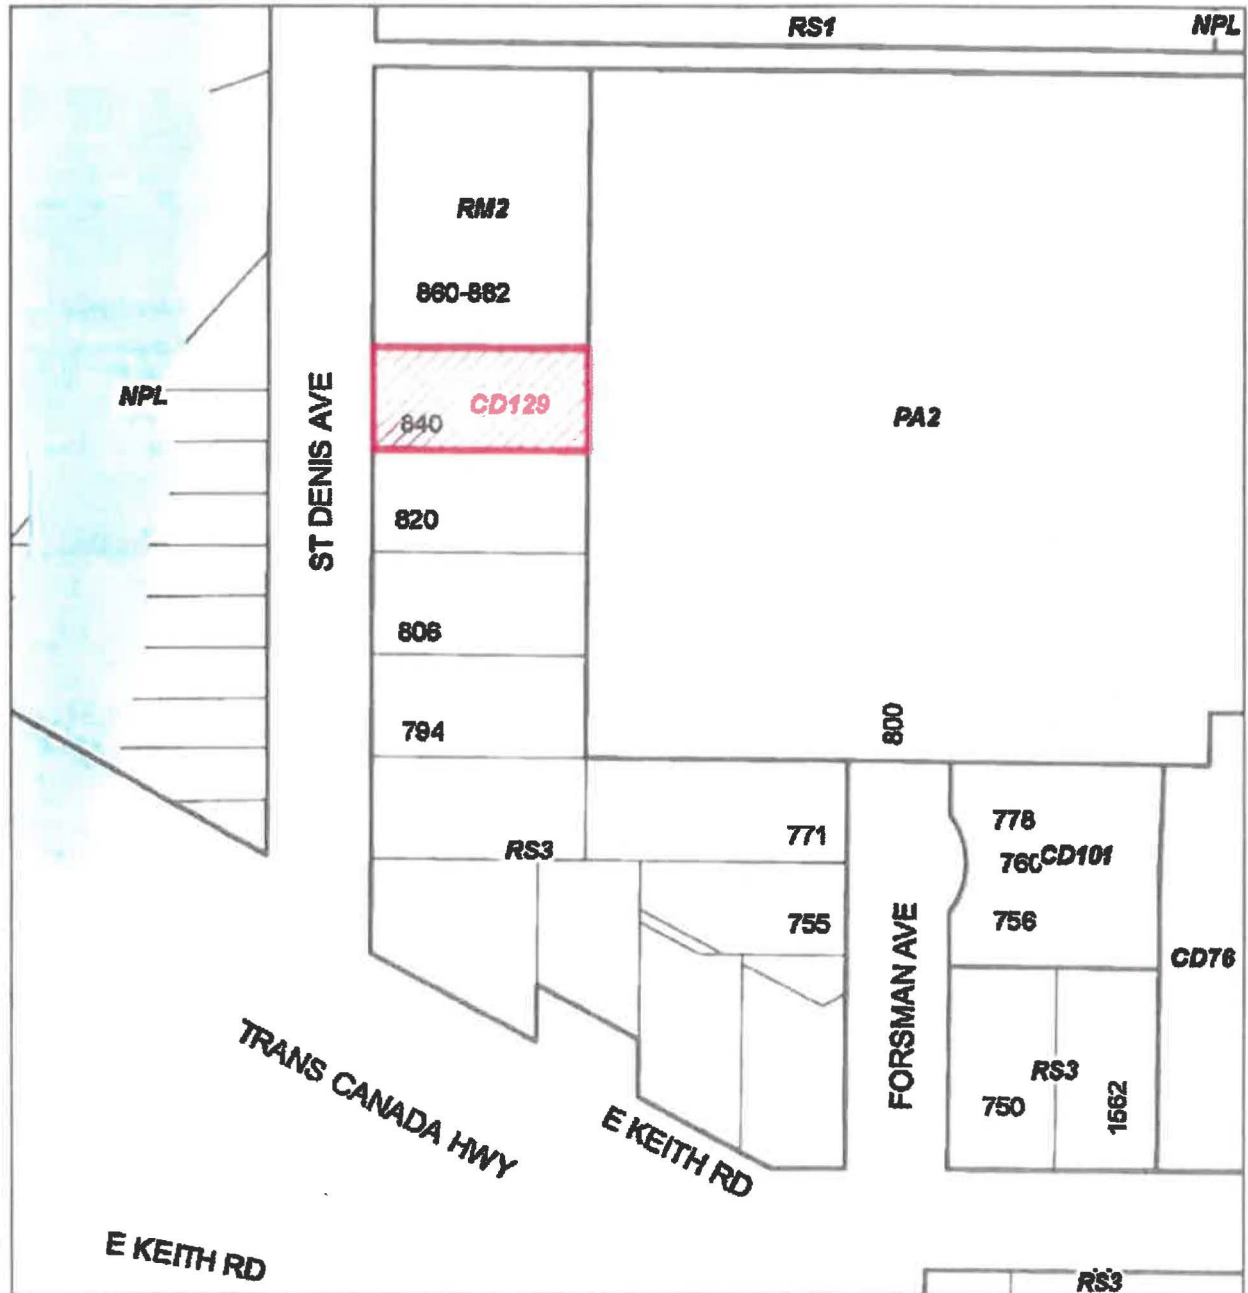 RS1
NPL
RM2
860-882
NPL
ST DENIS AVE
CD129
840
PA2
820
806
794
800
RS3
771
778
760
CD101
755
FORSMAN AVE
756
CD76
TRANS CANADA HWY
E KEITH RD
750
RS3
1562
E KEITH RD
RS3